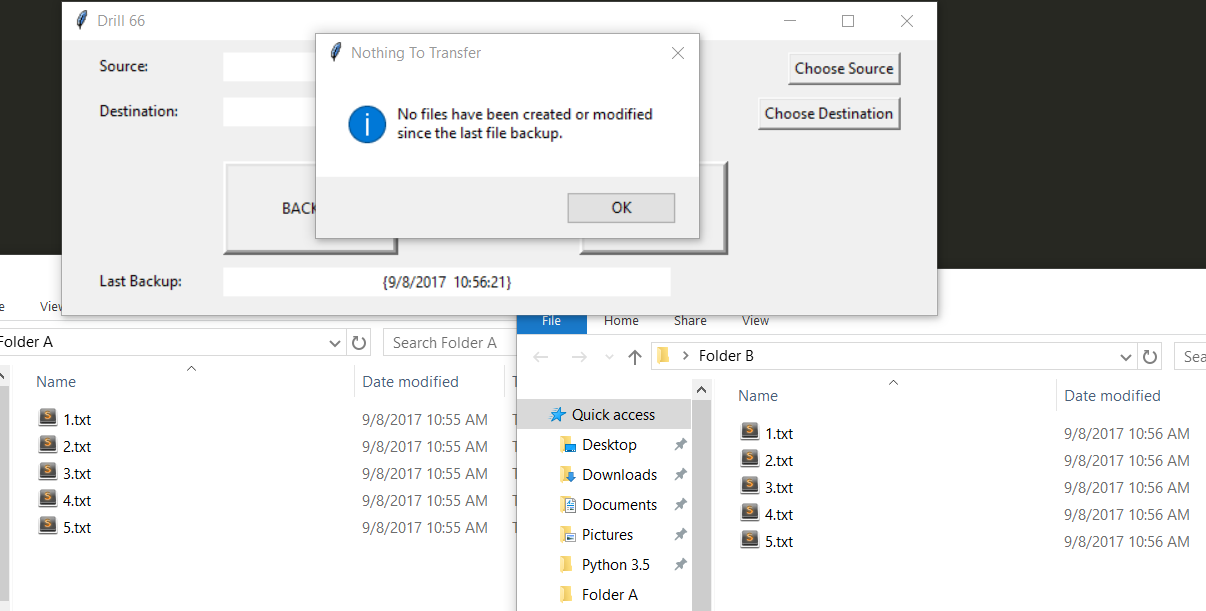 Drill 66
Nothing To Transfer
Source:
Choose Source
No files have been created or modified
since the last file backup.
Destination:
Choose Destination
BACK
OK
Last Backup:
{9/8/2017 10:56:21}
View
File
Home
Share
View
Folder A
Search Folder A
Folder B
Name
Date modified
1.txt
9/8/2017 10:55 AM
2.txt
9/8/2017 10:55 AM
3.txt
9/8/2017 10:55 AM
4.txt
9/8/2017 10:55 AM
5.txt
9/8/2017 10:55 AM
Quick access
Desktop
Downloads
Documents
Pictures
Python 3.5
Folder A
Name
Date modified
1.txt
9/8/2017 10:56 AM
2.txt
9/8/2017 10:56 AM
3.txt
9/8/2017 10:56 AM
4.txt
9/8/2017 10:56 AM
5.txt
9/8/2017 10:56 AM